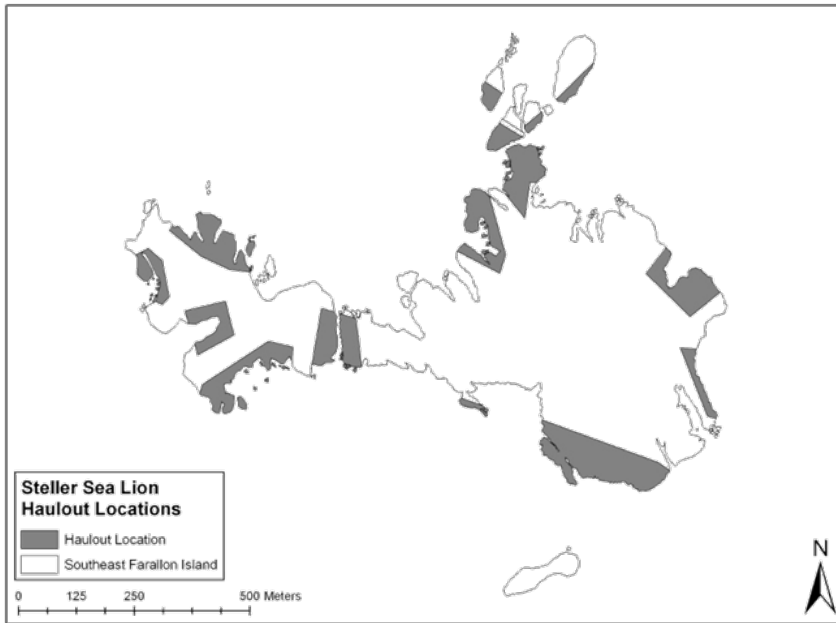 Steller Sea Lion
Haulout Locations
Haulout Location
Southeast Farallon Island
0 125 250 500 Meters
N